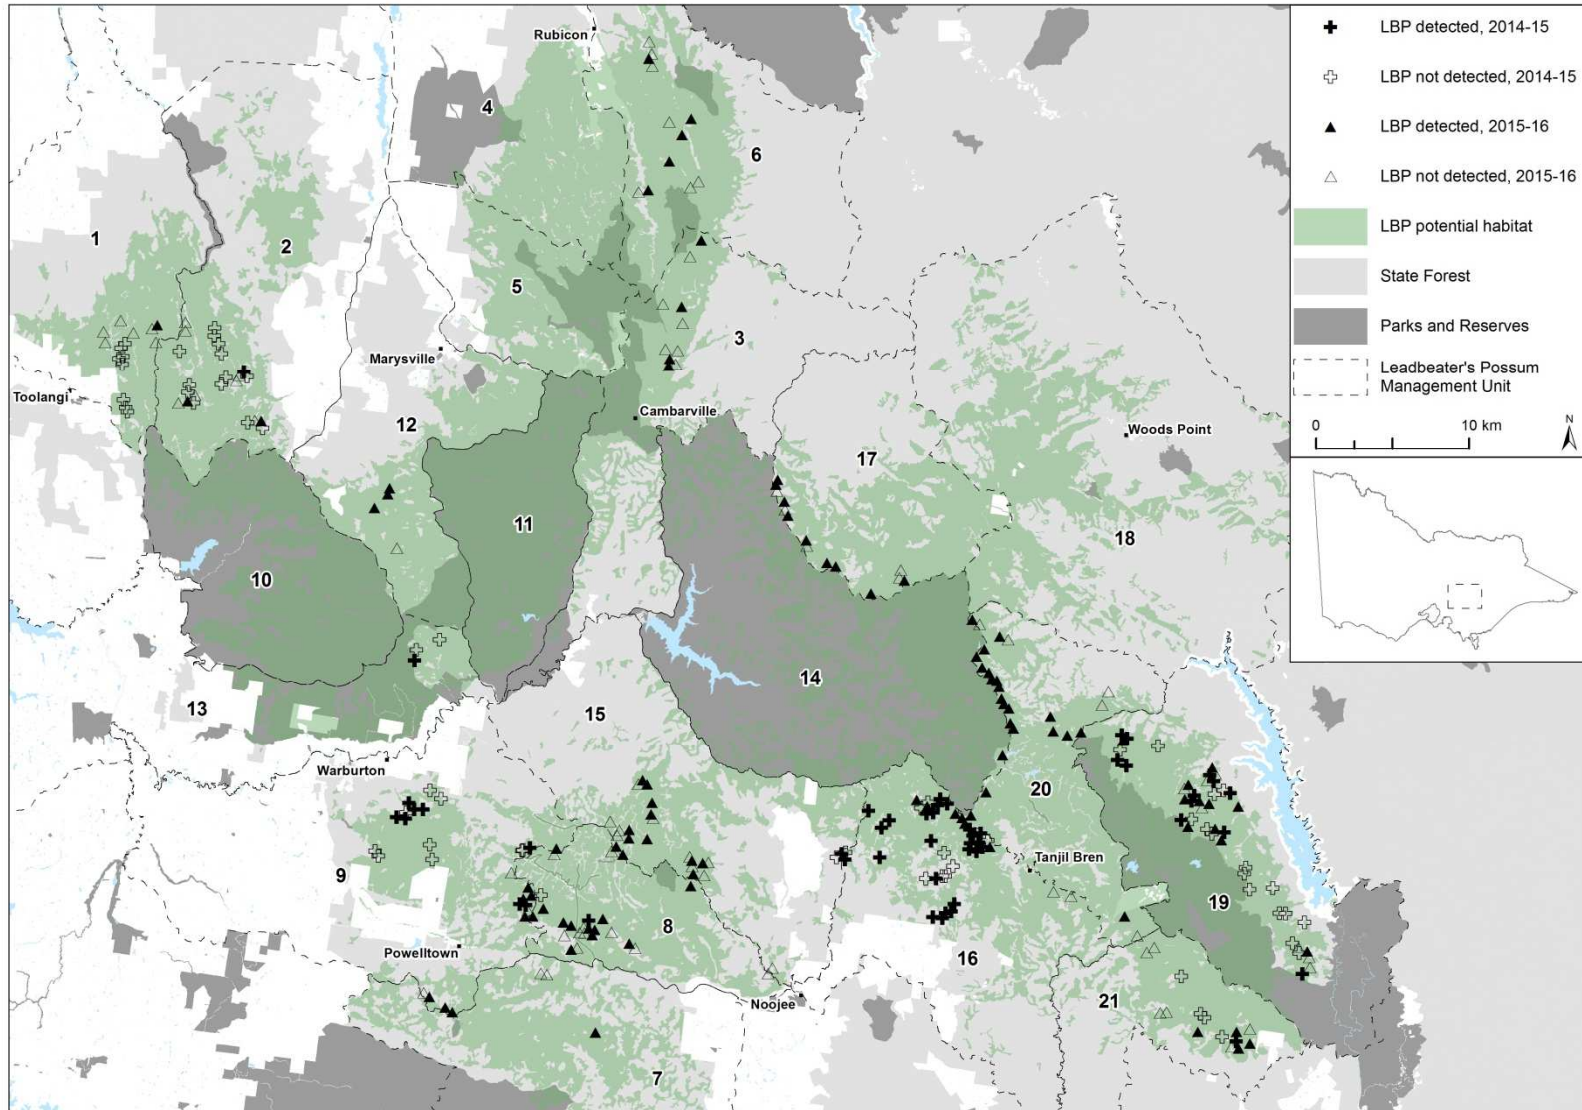 Rubicon
4
6
1
2
5
3
Marysville
Toolangi
12
Cambarville
Woods Point
17
11
18
10
14
13
15
Warburton
20
Tanjil Bren
9
19
8
Powelltown
16
Noojee
21
7
LBP detected, 2014-15
LBP not detected, 2014-15
LBP detected, 2015-16
LBP not detected, 2015-16
LBP potential habitat
State Forest
Parks and Reserves
Leadbeater's Possum
Management Unit
0 10 km
N